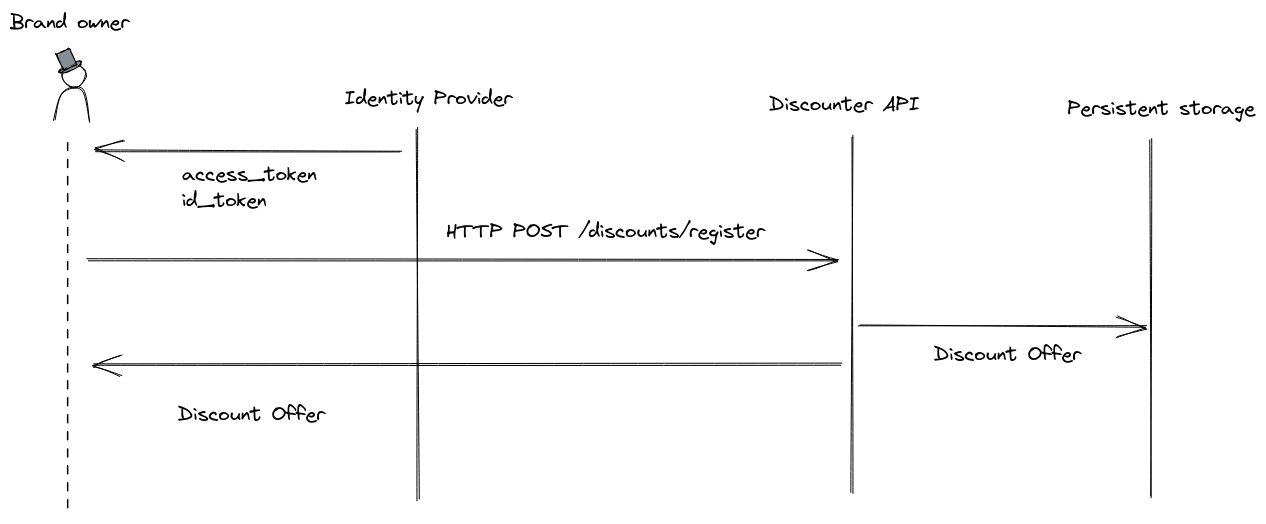 Brand owner
Identity Provider
Discounter API
Persistent storage
access_token
id_token
HTTP POST /discounts/register
Discount Offer
Discount Offer